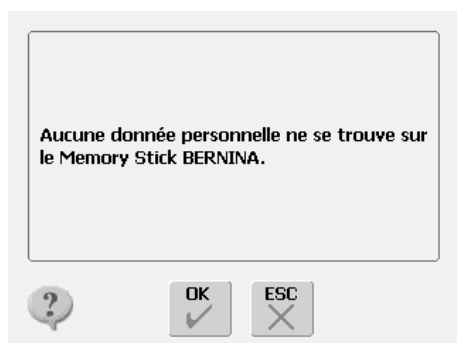 Aucune donnée personnelle ne se trouve sur
le Memory Stick BERNINA.
?
OK
ESC